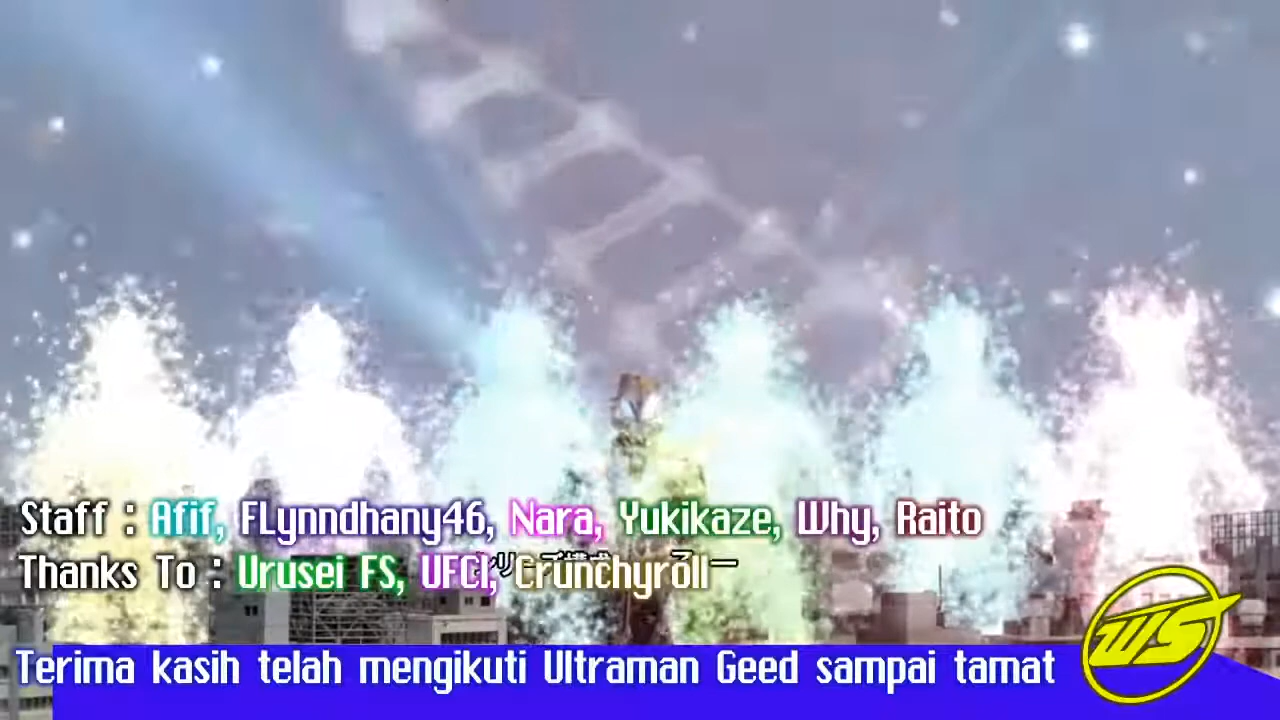 Staff : Afif, FLynndhany46, Nara, Yukikaze, Why, Raito
Thanks To : Urusei FS, UFCI, Crunchyroll
Terima kasih telah mengikuti Ultraman Geed sampai tamat
WS